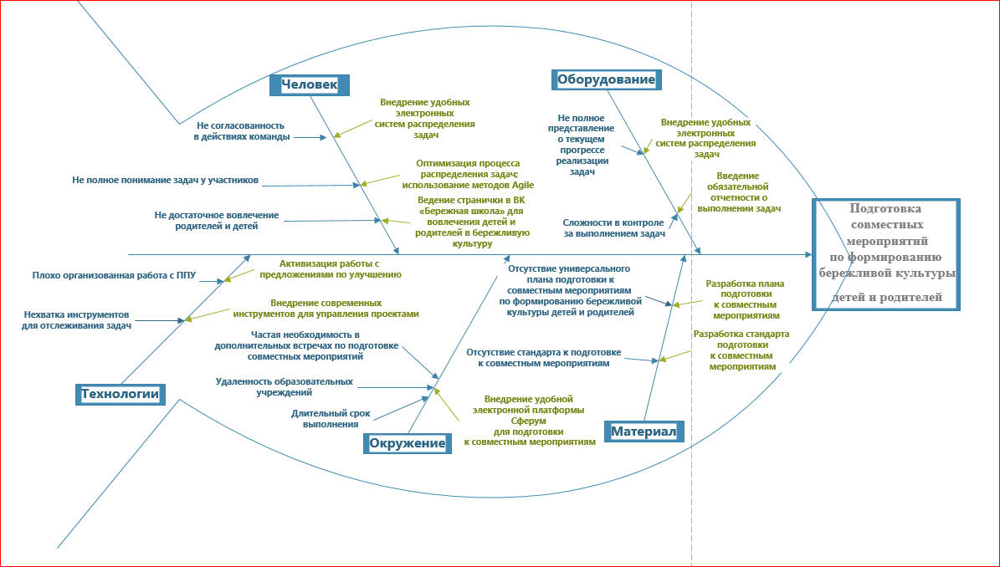 Человек
Оборудование
Внедрение удобных
электронных
систем распределения
задач
Не согласованность
в действиях команды
Оптимизация процесса
распределения задач;
использование методов Agile
Не полное понимание задач у участников
Ведение странички в ВК
«Бережная школа» для
вовлечения детей и
родителей в бережливую
культуру
Не достаточное вовлечение
родителей и детей
Не полное
представление
о текущем
прогрессе
реализации
задач
Внедрение удобных
электронных
систем распределения
задач
Введение
обязательной
отчетности о
выполнении задач
Сложности в контроле
за выполнением задач
Подготовка
совместных
мероприятий
по формированию
бережливой культуры
детей и родителей
Активизация работы с
предложениями по улучшению
Плохо организованная работа с ППУ
Внедрение современных
инструментов для управления проектами
Нехватка инструментов
для отслеживания задач
Технологии
Частая необходимость в
дополнительных встречах по подготовке
совместных мероприятий
Удаленность образовательных
учреждений
Длительный срок
выполнения
Внедрение удобной
электронной платформы
Сферум
для подготовки
к совместным мероприятиям
Окружение
Отсутствие универсального
плана подготовки к
совместным мероприятиям
по формированию бережливой
культуры детей и родителей
Разработка плана
подготовки
к совместным
мероприятиям
Отсутствие стандарта к подготовке
к совместным мероприятиям
Разработка стандарта
подготовки
к совместным
мероприятиям
Материал